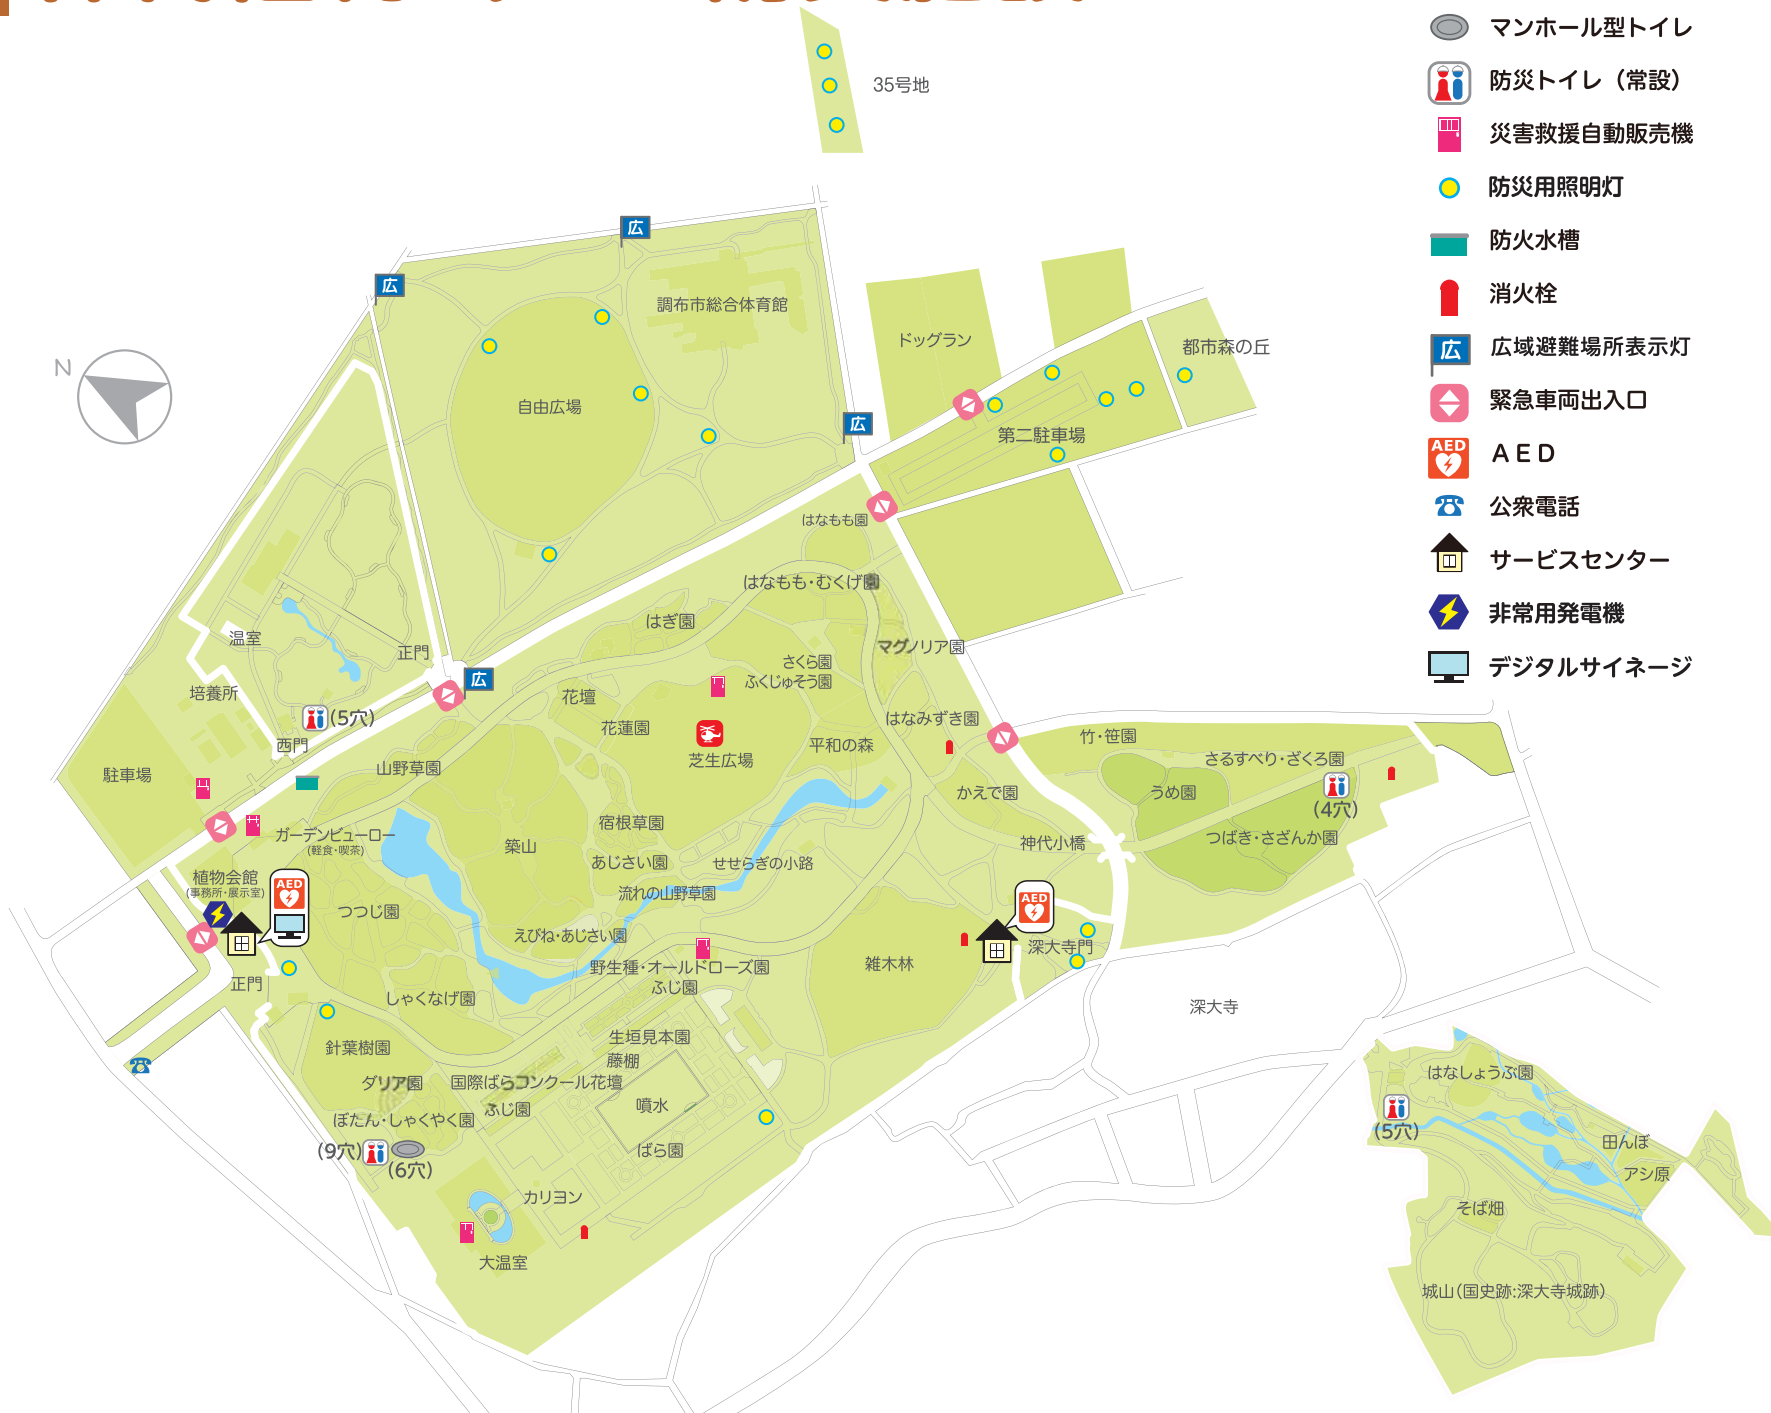 マンホール型トイレ
防災トイレ（常設）
災害救援自動販売機
防災用照明灯
防火水槽
消火栓
広 広域避難場所表示灯
緊急車両出入口
AED ＡＥＤ
公衆電話
サービスセンター
非常用発電機
デジタルサイネージ
35号地
広
広
調布市総合体育館
ドッグラン
都市森の丘
N
自由広場
広
第二駐車場
はなもも園
はなもも・むくげ園
はぎ園
温室
正門
マグノリア園
さくら園
ふくじゅそう園
広
培養所
花壇
(5穴)
はなみずき園
花蓮園
西門
平和の森
竹・笹園
芝生広場
さるすべり・ざくろ園
駐車場
山野草園
かえで園
うめ園
(4穴)
宿根草園
ガーデンビューロー
(軽食・喫茶)
つばき・さざんか園
築山
神代小橋
あじさい園
せせらぎの小路
植物会館
(事務所・展示室)
AED
流れの山野草園
AED
つつじ園
えびね・あじさい園
深大寺門
雑木林
野生種・オールドローズ園
正門
ふじ園
しゃくなげ園
深大寺
生垣見本園
針葉樹園
藤棚
はなしょうぶ園
ダリア園
国際ばらコンクール花壇
ふじ園
噴水
ぼたん・しゃくやく園
(5穴)
田んぼ
(9穴)
ばら園
(6穴)
アシ原
カリヨン
そば畑
大温室
城山(国史跡:深大寺城跡)